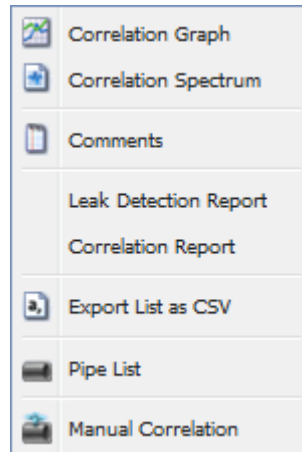 Correlation Graph
Correlation Spectrum
Comments
Leak Detection Report
Correlation Report
Export List as CSV
Pipe List
Manual Correlation